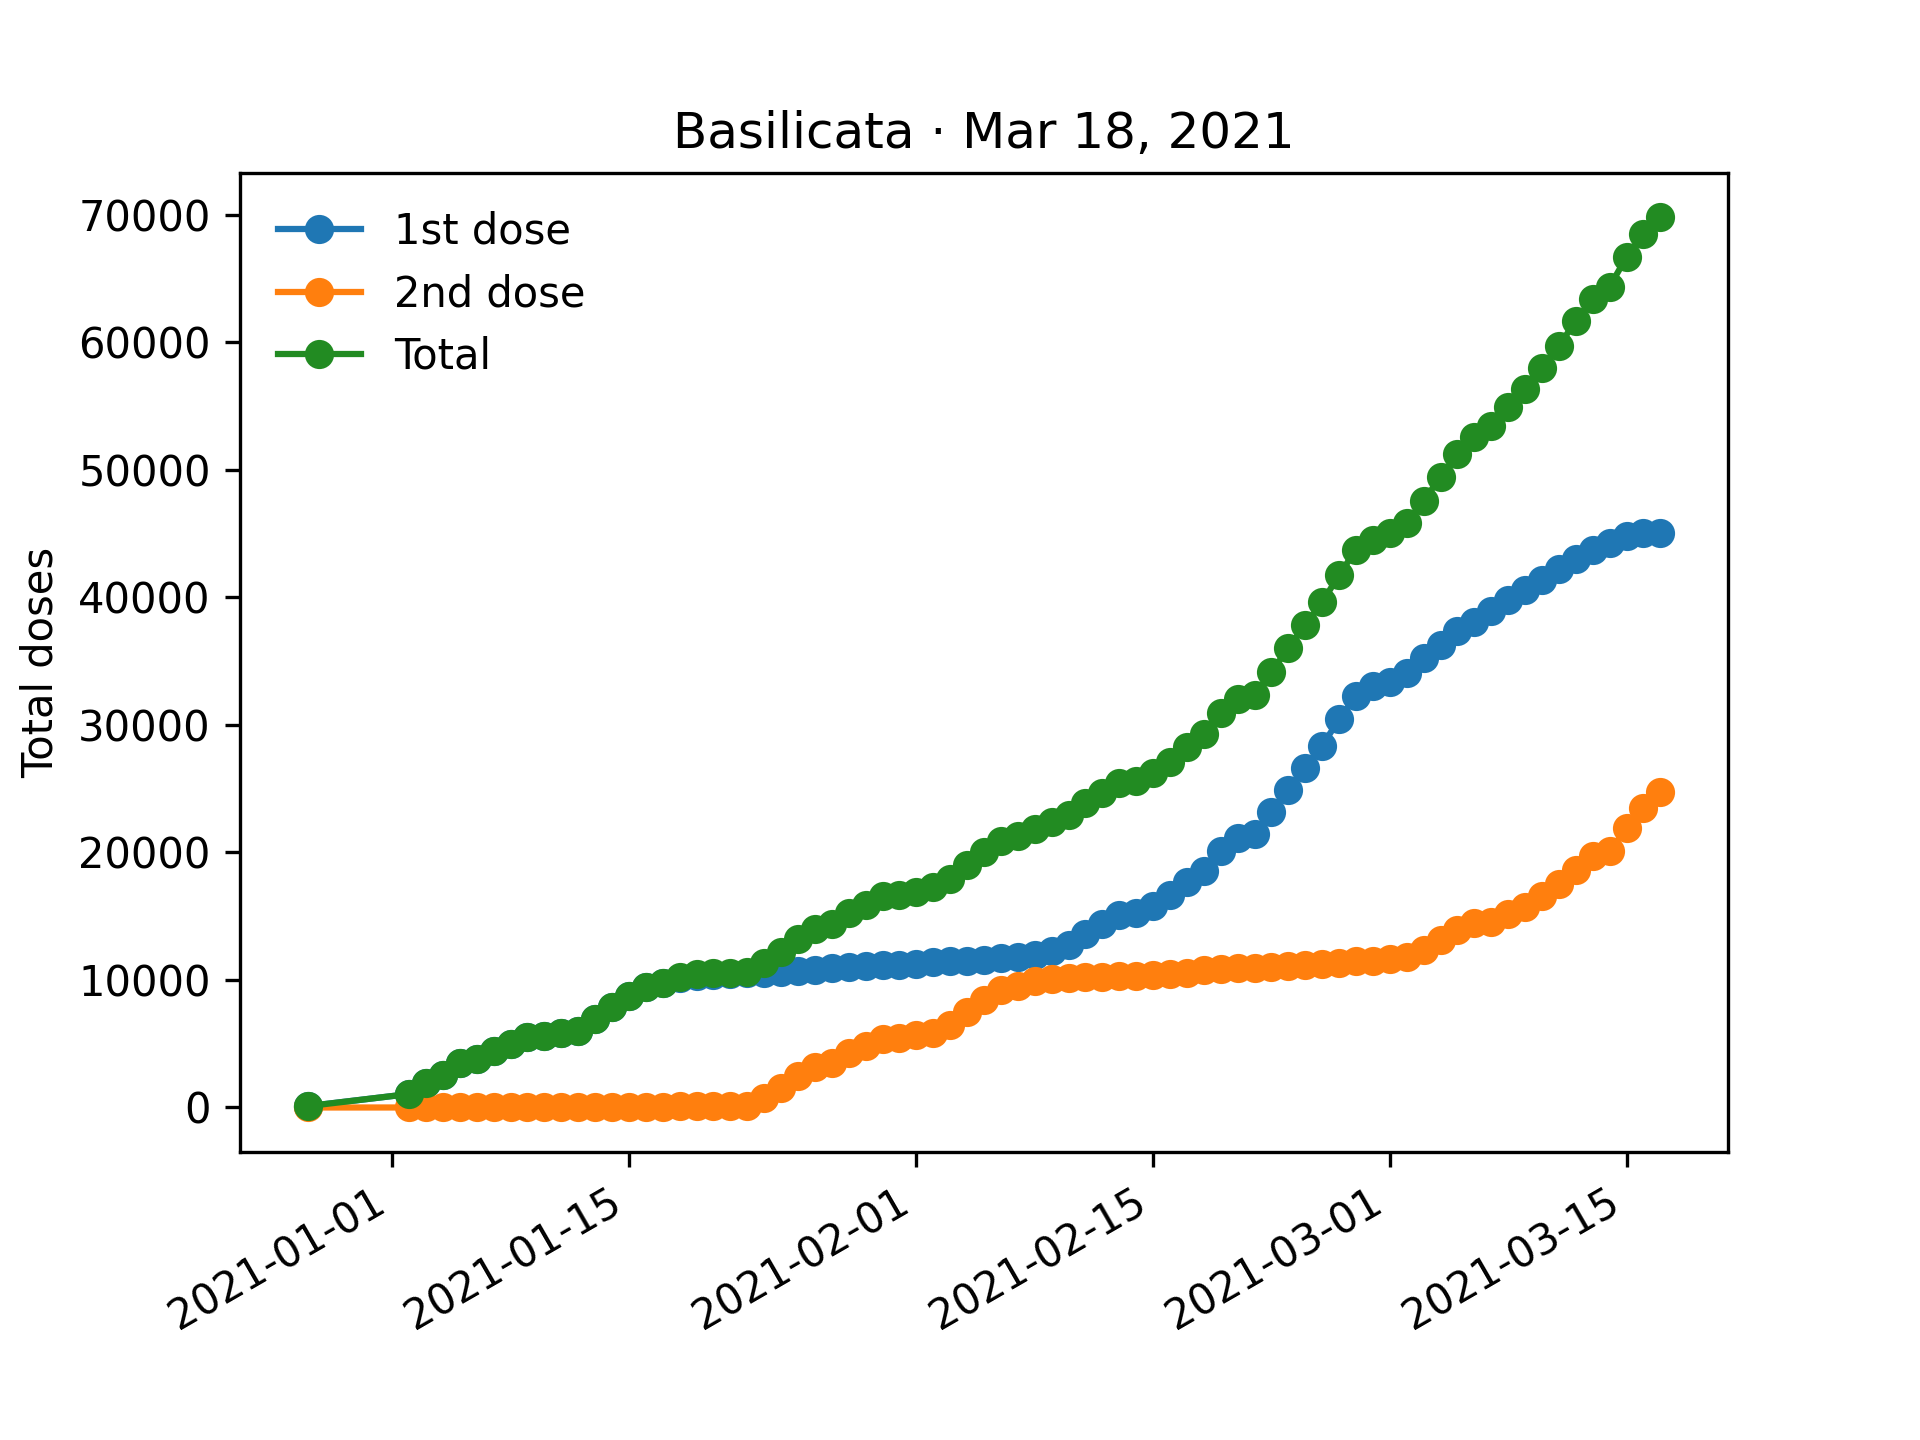 Basilicata · Mar 18, 2021
70000
60000
50000
40000
30000
20000
10000
0
Total doses
1st dose
2nd dose
Total
2021-01-01
2021-01-15
2021-02-01
2021-02-15
2021-03-01
2021-03-15